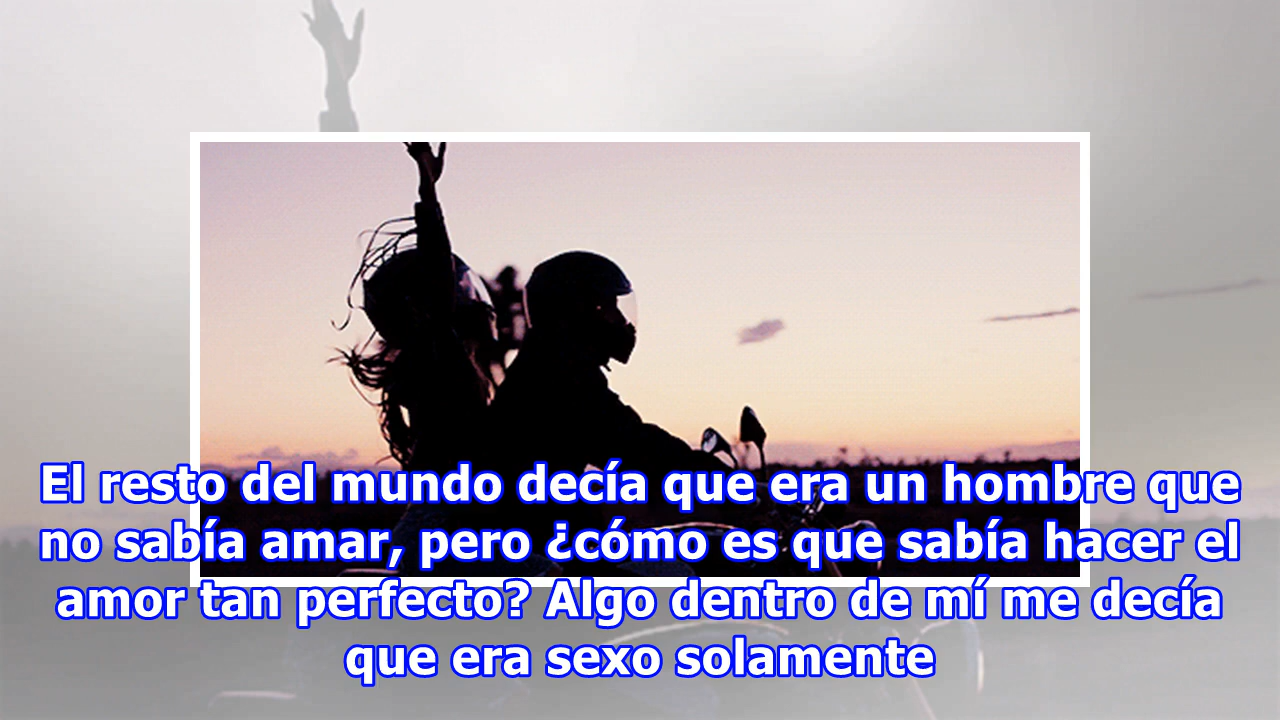 El resto del mundo decía que era un hombre que
no sabía amar, pero ¿cómo es que sabía hacer el
amor tan perfecto? Algo dentro de mí me decía
que era sexo solamente